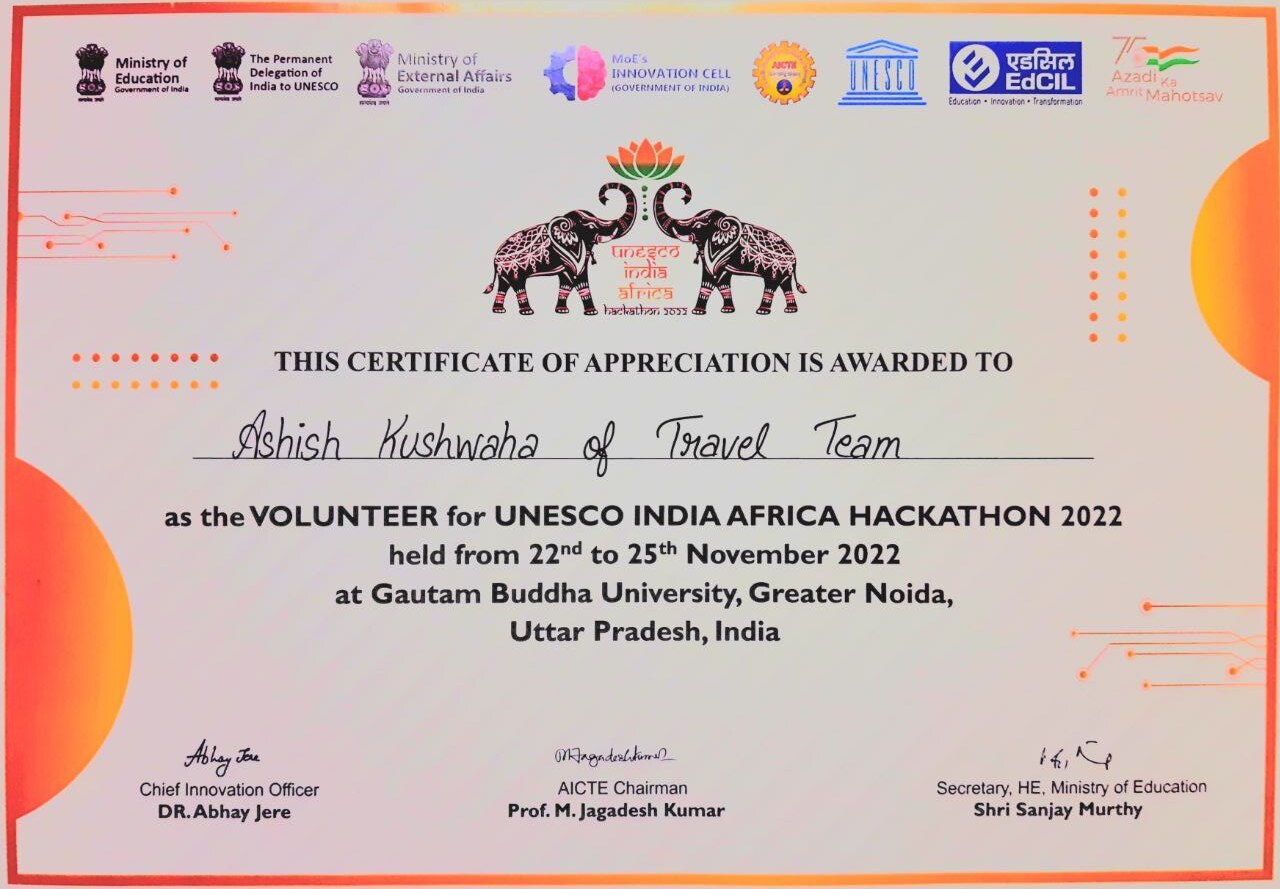 Ministry of
Education
Government of India
The Permanent
Delegation of
India to UNESCO
Ministry of
External Affairs
Government of India
MoE's
INNOVATION CELL
(GOVERNMENT OF INDIA)
AICTE
UNESCO
एडसिल
EdCIL
Education • Innovation • Transformation
75
Azadi Ka
Amrit Mahotsav
unesco
india
africa
hackathon 2022
THIS CERTIFICATE OF APPRECIATION IS AWARDED TO
Ashish Kushwaha of Travel Team
as the VOLUNTEER for UNESCO INDIA AFRICA HACKATHON 2022
held from 22nd to 25th November 2022
at Gautam Buddha University, Greater Noida,
Uttar Pradesh, India
Abhay Jere
MJagadeshkumar
Chief Innovation Officer
DR. Abhay Jere
AICTE Chairman
Prof. M. Jagadesh Kumar
Secretary, HE, Ministry of Education
Shri Sanjay Murthy